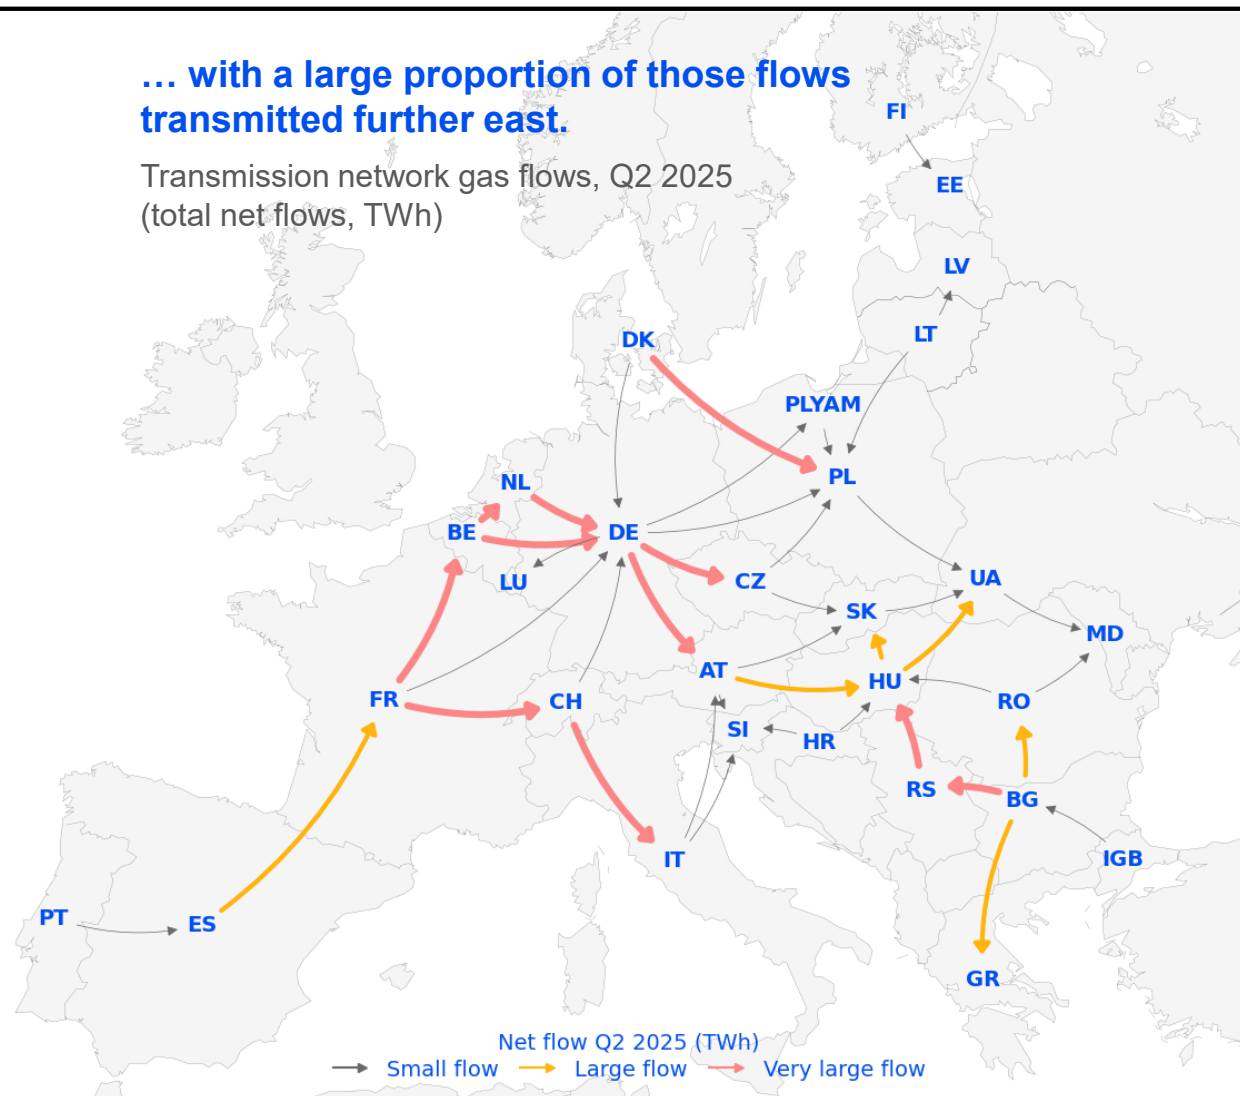 … with a large proportion of those flows
transmitted further east.
Transmission network gas flows, Q2 2025
(total net flows, TWh)
FI
EE
LV
LT
DK
PLYAM
PL
NL
BE
DE
LU
CZ
UA
SK
MD
AT
HU
FR
CH
RO
SI
HR
RS
BG
IT
IGB
PT
ES
GR
Net flow Q2 2025 (TWh)
Small flow Large flow Very large flow